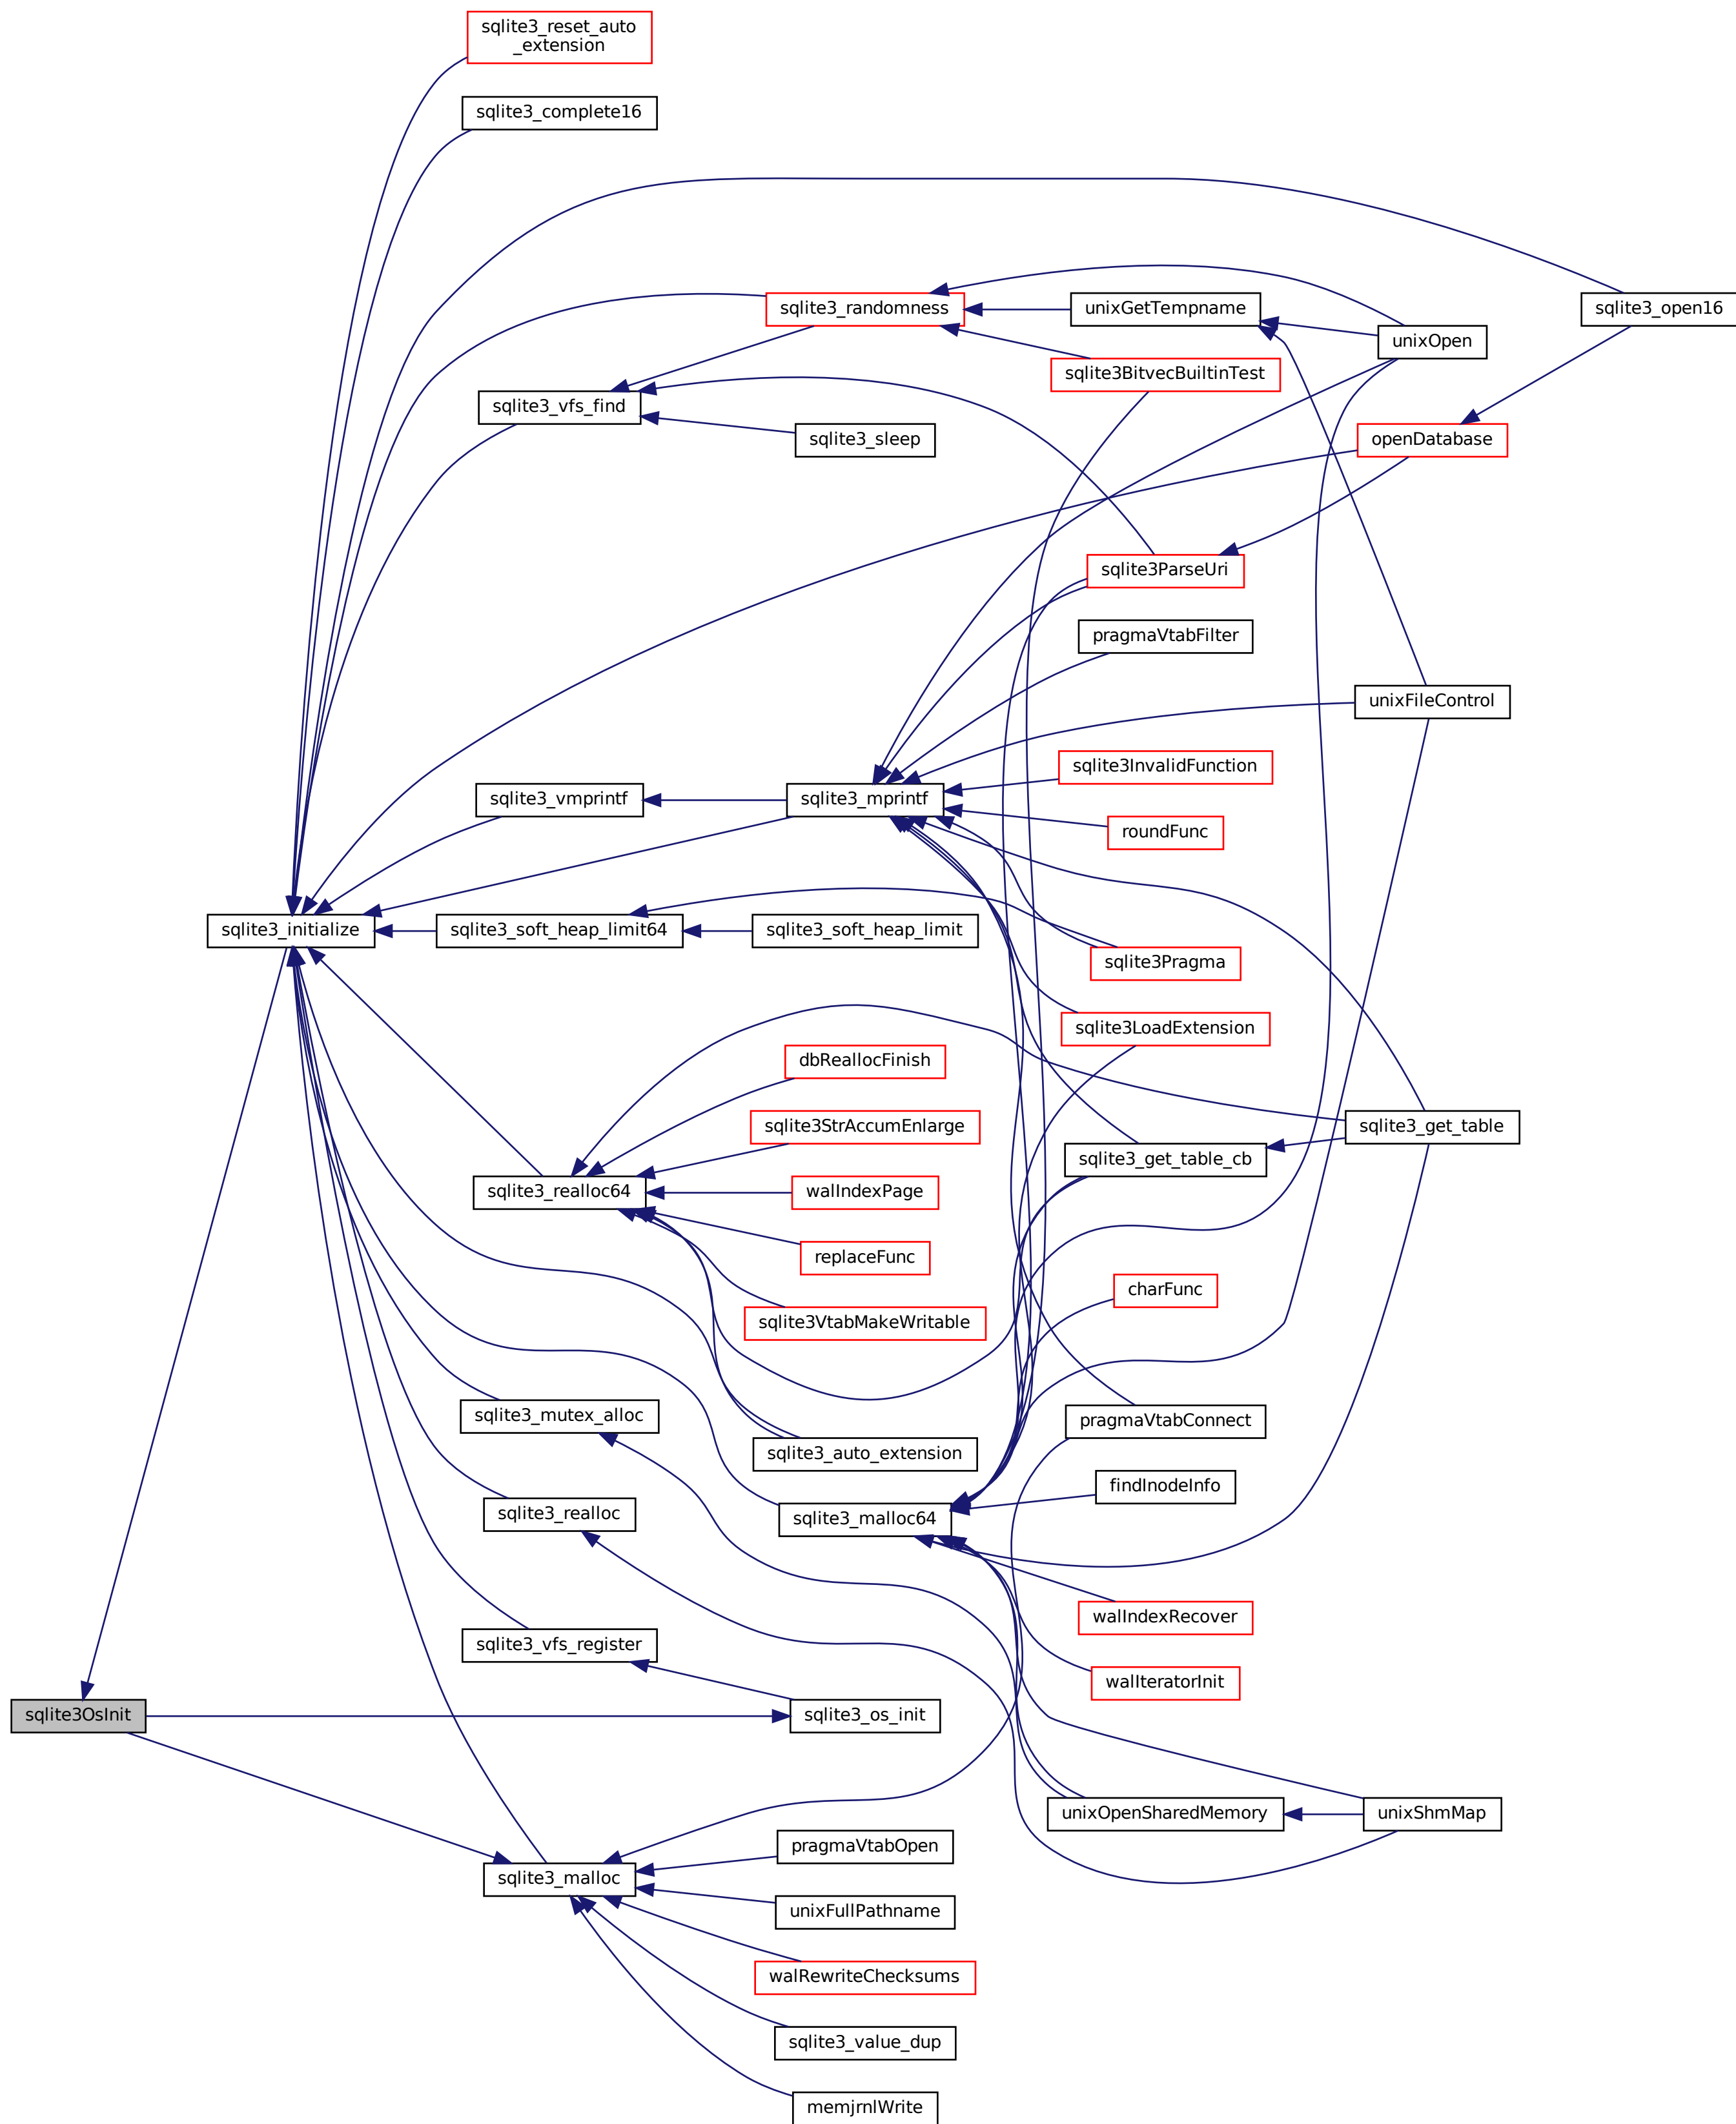 sqlite3_reset_auto
_extension
sqlite3_complete16
sqlite3_randomness
unixGetTempname
sqlite3_open16
unixOpen
sqlite3BitvecBuiltinTest
sqlite3_vfs_find
sqlite3_sleep
openDatabase
sqlite3ParseUri
pragmaVtabFilter
unixFileControl
sqlite3InvalidFunction
sqlite3_vmprintf
sqlite3_mprintf
roundFunc
sqlite3_initialize
sqlite3_soft_heap_limit64
sqlite3_soft_heap_limit
sqlite3Pragma
sqlite3LoadExtension
dbReallocFinish
sqlite3StrAccumEnlarge
sqlite3_get_table
sqlite3_get_table_cb
sqlite3_realloc64
walIndexPage
replaceFunc
charFunc
sqlite3VtabMakeWritable
sqlite3_mutex_alloc
pragmaVtabConnect
sqlite3_auto_extension
findInodeInfo
sqlite3_realloc
sqlite3_malloc64
walIndexRecover
sqlite3_vfs_register
walIteratorInit
sqlite3OsInit
sqlite3_os_init
unixOpenSharedMemory
unixShmMap
pragmaVtabOpen
sqlite3_malloc
unixFullPathname
walRewriteChecksums
sqlite3_value_dup
memjrnlWrite